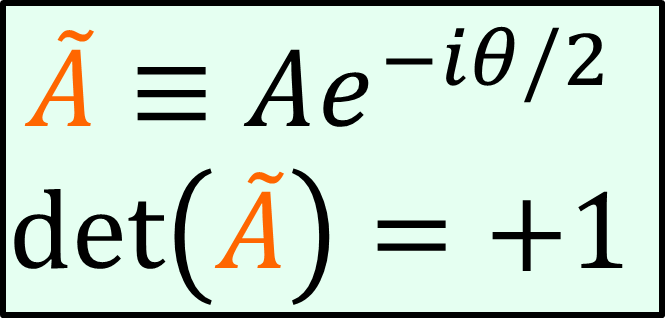 Ã ≡ Ae^{−iθ/2}
det(Ã) = +1